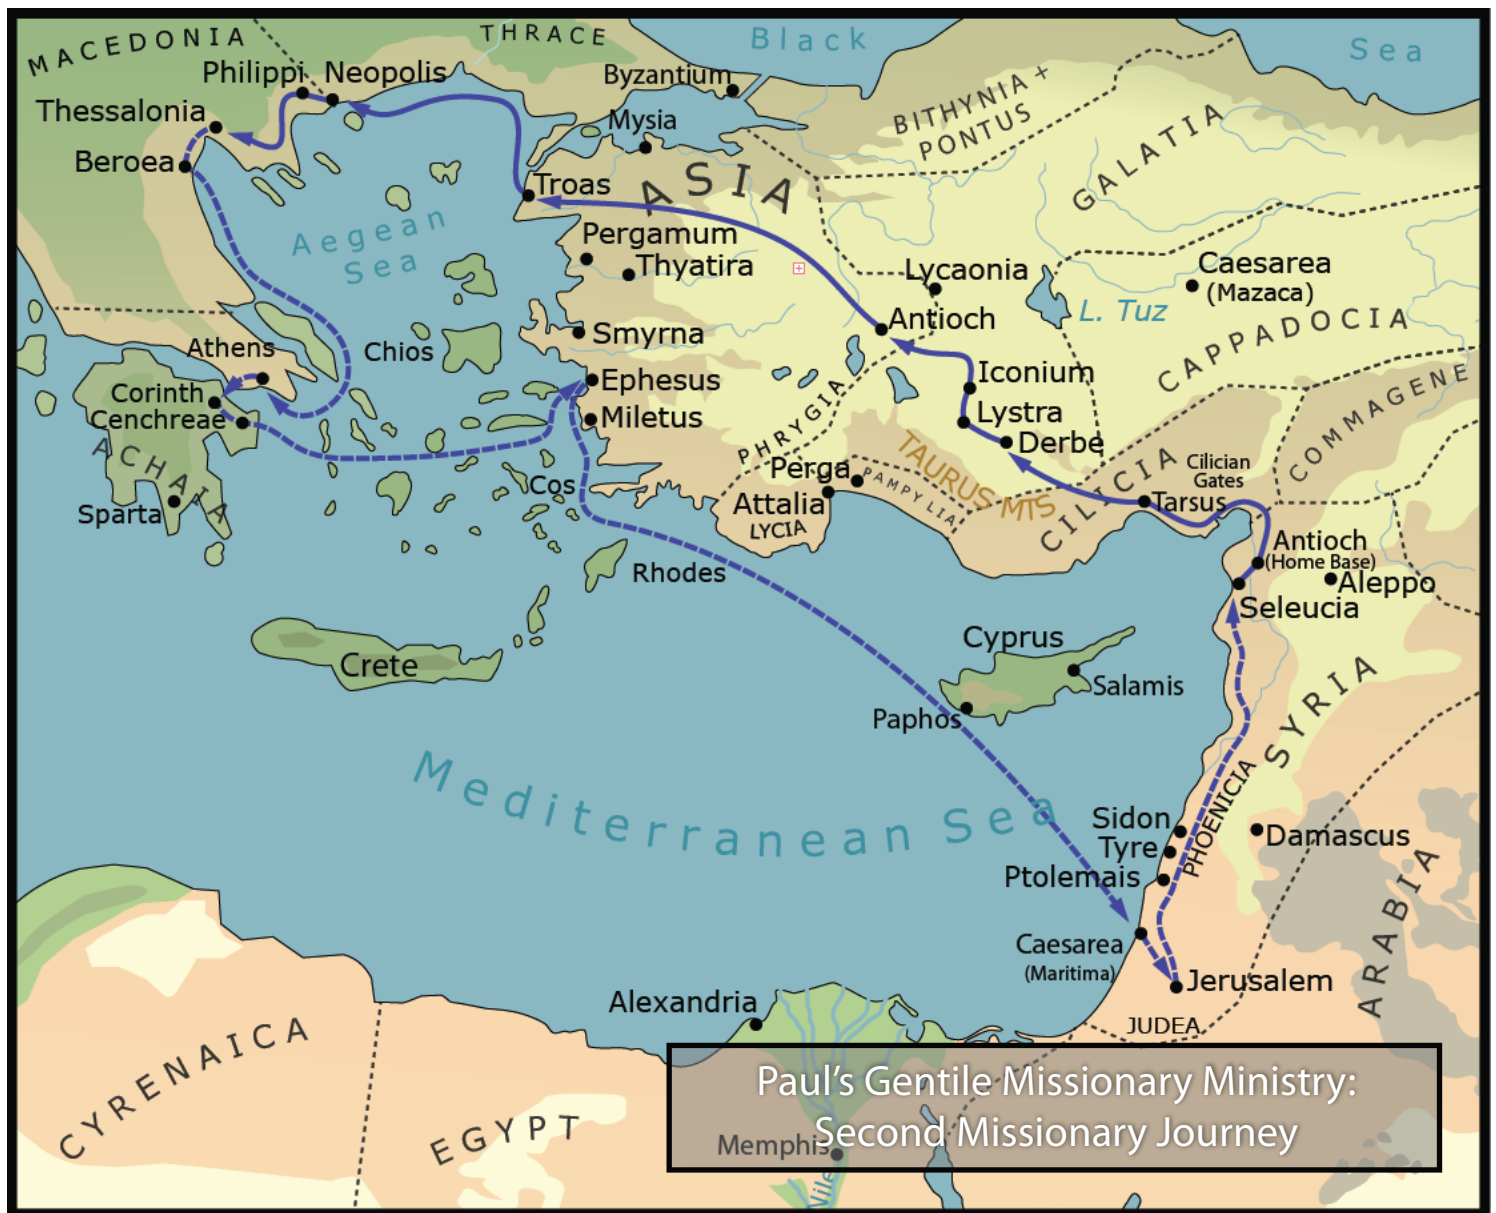 MACEDONIA
THRACE
Black
Sea
Philippi
Neopolis
Byzantium
BITHYNIA +
PONTUS
Thessalonia
Mysia
GALATIA
Beroea
Troas
ASIA
Aegean
Sea
Pergamum
Thyatira
Lycaonia
Caesarea
(Mazaca)
L. Tuz
Antioch
CAPPADOCIA
Smyrna
Athens
Chios
Iconium
Ephesus
COMMAGENE
Corinth
Cenchreae
Miletus
PHRYGIA
Lystra
Derbe
ACHAIA
TAURUS MTS
Perga
PAMPYLIA
CILICIA
Cilician
Gates
Cos
Attalia
LYCIA
Tarsus
Sparta
Antioch
(Home Base)
Rhodes
Aleppo
Seleucia
Cyprus
Crete
Salamis
SYRIA
Paphos
Mediterranean Sea
PHOENICIA
Sidon
Tyre
Damascus
Ptolemais
ARABIA
Caesarea
(Maritima)
Jerusalem
Alexandria
JUDEA
CYRENAICA
EGYPT
Paul's Gentile Missionary Ministry:
Second Missionary Journey
Memphis
Nile